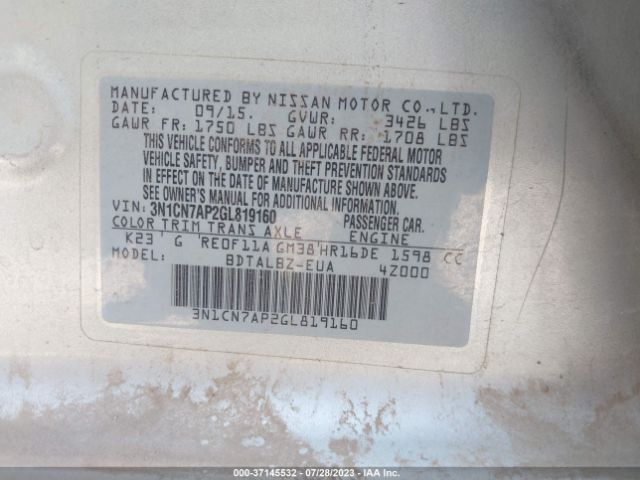 MANUFACTURED BY NISSAN MOTOR CO., LTD.
DATE: 09/15. GVWR: 3426 LBS
GAWR FR: 1750 LBS GAWR RR: 1708 LBS
THIS VEHICLE CONFORMS TO ALL APPLICABLE FEDERAL MOTOR
VEHICLE SAFETY, BUMPER AND THEFT PREVENTION STANDARDS
IN EFFECT ON THE DATE OF MANUFACTURE SHOWN ABOVE.
SEE OWNER'S MANUAL FOR ADDITIONAL INFORMATION.
VIN: 3N1CN7AP2GL819160 PASSENGER CAR.
COLOR TRIM TRANS AXLE ENGINE
K23 G RE0F11A GM38 HR16DE 1598 CC
MODEL: BDTALBZ-EUA 4Z000
3N1CN7AP2GL819160
000-37145532 - 07/28/2023 - IAA Inc.